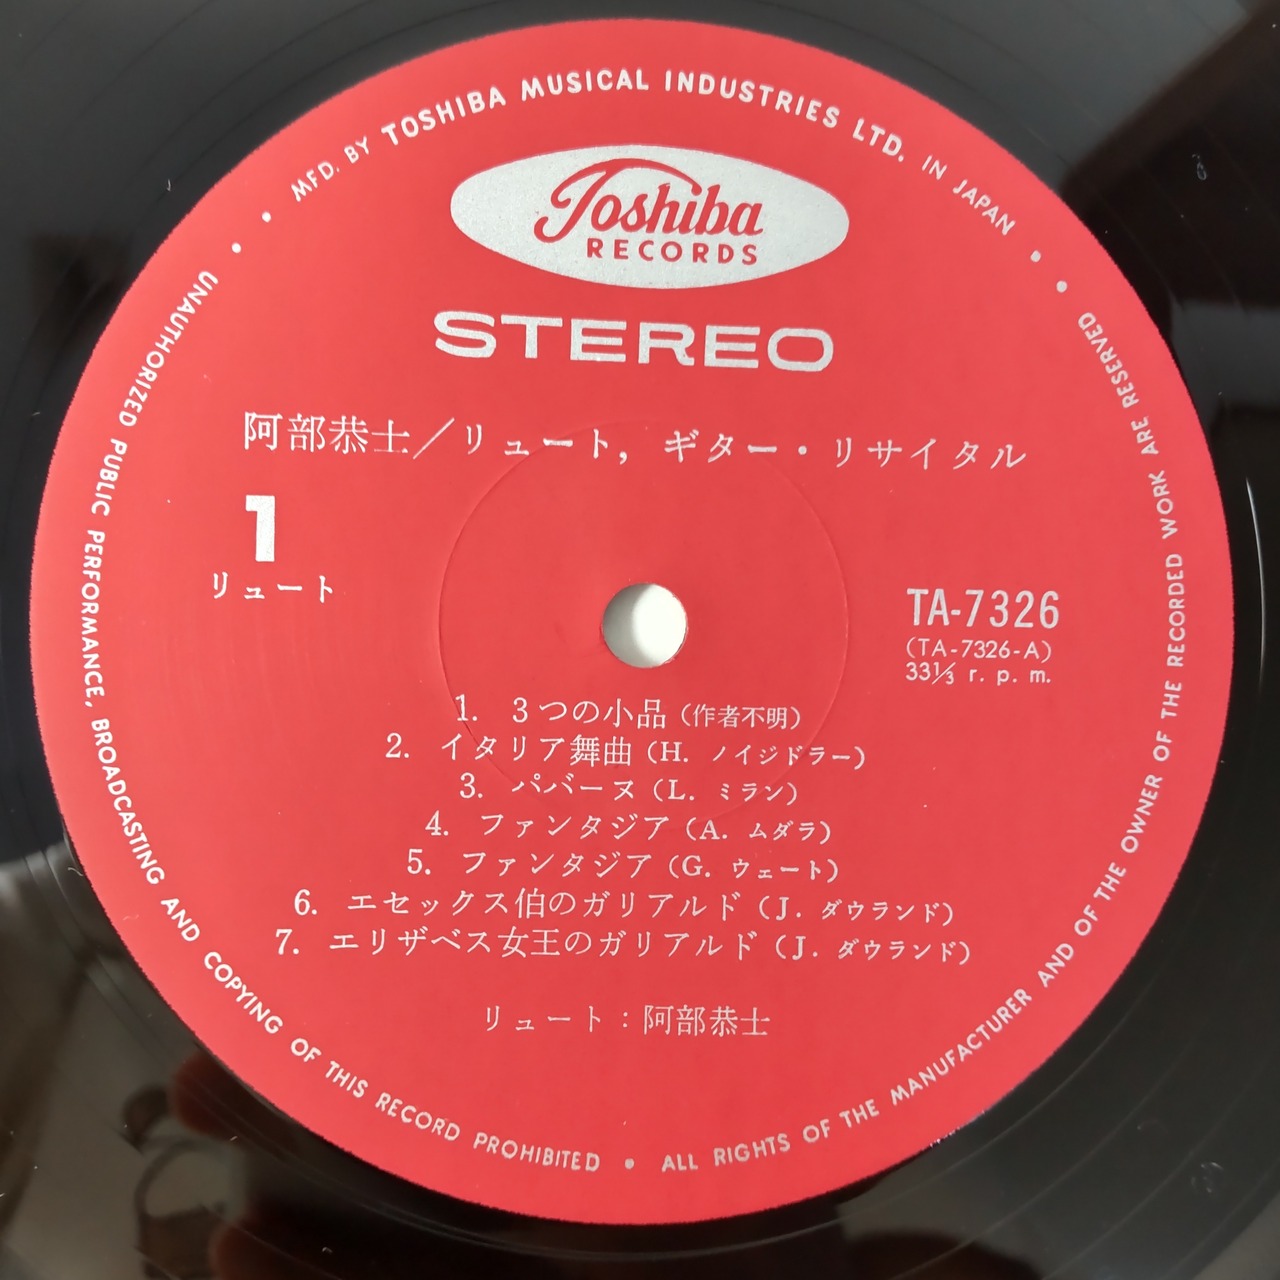 MFD. BY TOSHIBA MUSICAL INDUSTRIES LTD. IN JAPAN
Toshiba
RECORDS
STEREO
阿部恭士／リュート，ギター・リサイタル
1
リュート
TA-7326
(TA-7326-A)
33⅓ r. p. m.
1. 3つの小品（作者不明）
2. イタリア舞曲（H. ノイジドラー）
3. パバーヌ（L. ミラン）
4. ファンタジア（A. ムダラ）
5. ファンタジア（G. ウェート）
6. エセックス伯のガリアルド（J. ダウランド）
7. エリザベス女王のガリアルド（J. ダウランド）
リュート：阿部恭士
UNAUTHORIZED PUBLIC PERFORMANCE, BROADCASTING AND COPYING OF THIS RECORD PROHIBITED • ALL RIGHTS OF THE MANUFACTURER AND OF THE OWNER OF THE RECORDED WORK ARE RESERVED